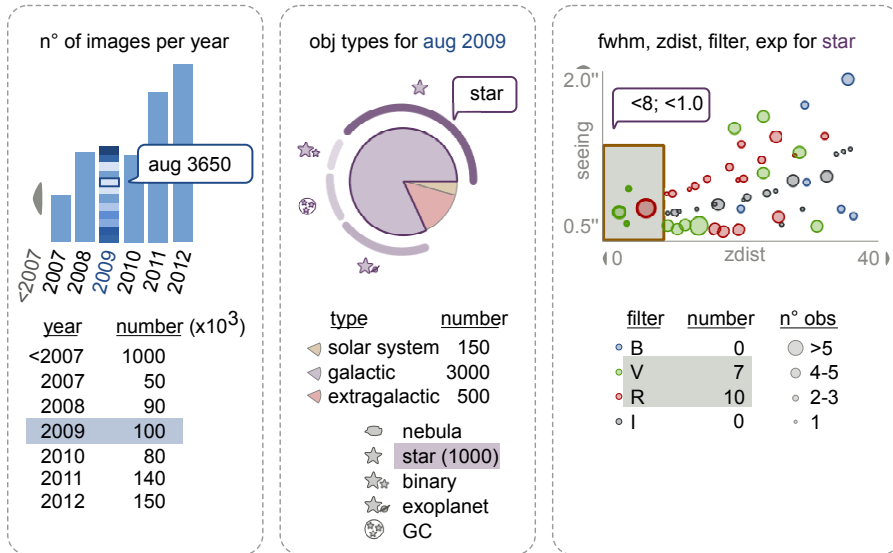 n° of images per year
aug 3650
<2007
2007
2008
2009
2010
2011
2012
year number (x10³)
<2007 1000
2007 50
2008 90
2009 100
2010 80
2011 140
2012 150
obj types for aug 2009
star
type number
solar system 150
galactic 3000
extragalactic 500
nebula
star (1000)
binary
exoplanet
GC
fwhm, zdist, filter, exp for star
2.0"
<8; <1.0
seeing
0.5"
0 zdist 40
filter number n° obs
B 0 >5
V 7 4-5
R 10 2-3
I 0 1